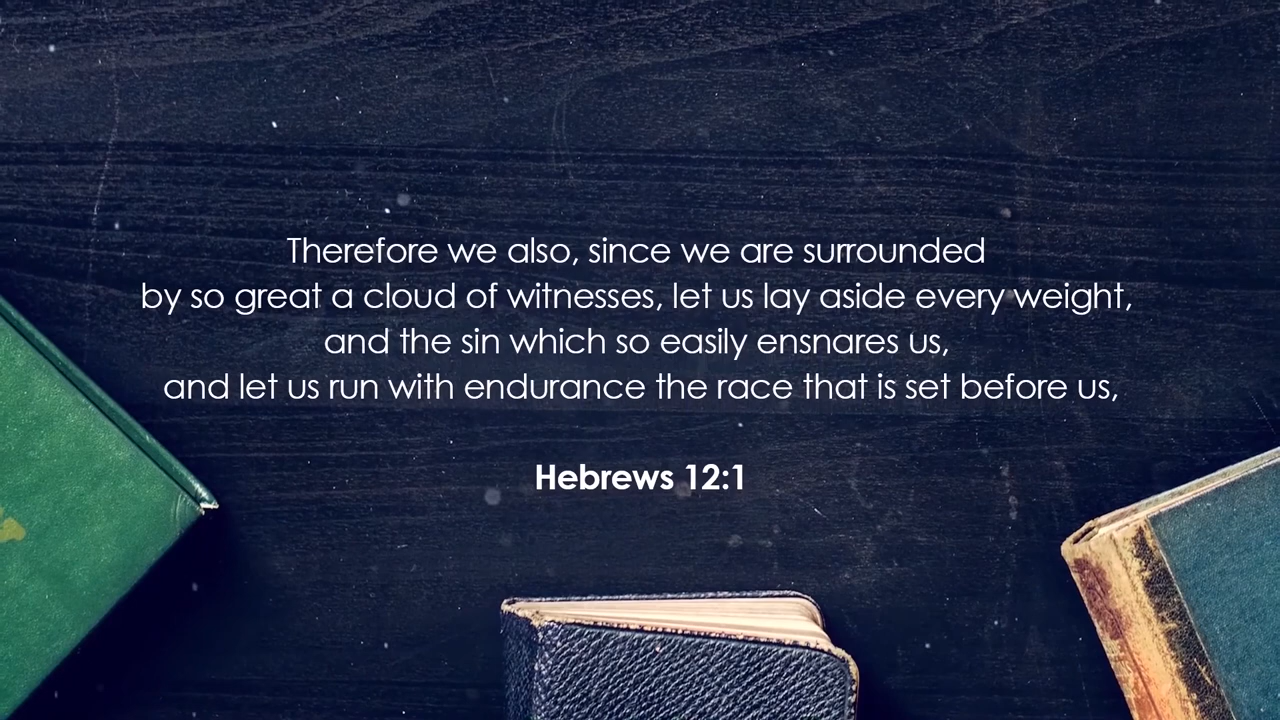 Therefore we also, since we are surrounded
by so great a cloud of witnesses, let us lay aside every weight,
and the sin which so easily ensnares us,
and let us run with endurance the race that is set before us,
Hebrews 12:1